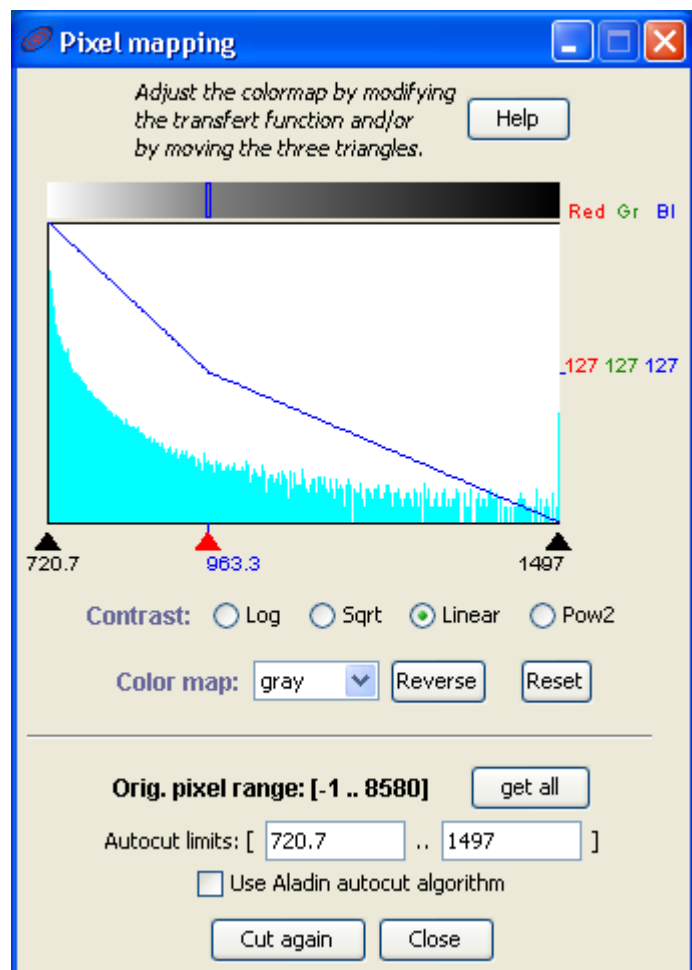 Pixel mapping
Adjust the colormap by modifying
the transfert function and/or
by moving the three triangles.
Help
Red Gr Bl
127 127 127
720.7 963.3 1497
Contrast: Log Sqrt Linear Pow2
Color map: gray Reverse Reset
Orig. pixel range: [-1 .. 8580] get all
Autocut limits: [ 720.7 .. 1497 ]
Use Aladin autocut algorithm
Cut again Close